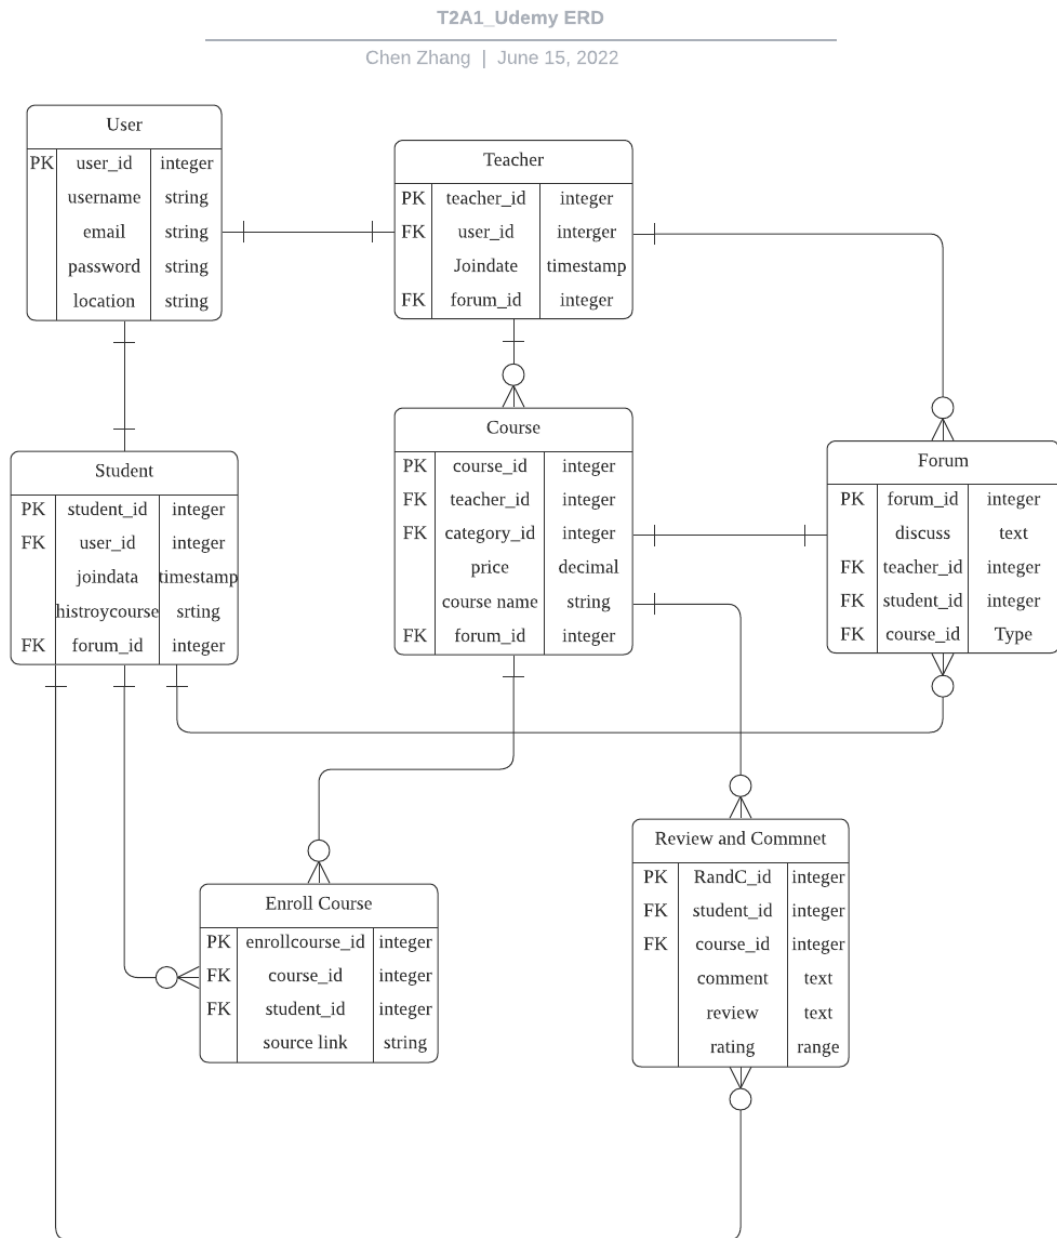 T2A1_Udemy ERD
Chen Zhang | June 15, 2022
User
PK user_id integer
username string
email string
password string
location string
Teacher
PK teacher_id integer
FK user_id interger
Joindate timestamp
FK forum_id integer
Student
PK student_id integer
FK user_id integer
joindata timestamp
histroycourse srting
FK forum_id integer
Course
PK course_id integer
FK teacher_id integer
FK category_id integer
price decimal
course name string
FK forum_id integer
Forum
PK forum_id integer
discuss text
FK teacher_id integer
FK student_id integer
FK course_id Type
Enroll Course
PK enrollcourse_id integer
FK course_id integer
FK student_id integer
source link string
Review and Commnet
PK RandC_id integer
FK student_id integer
FK course_id integer
comment text
review text
rating range